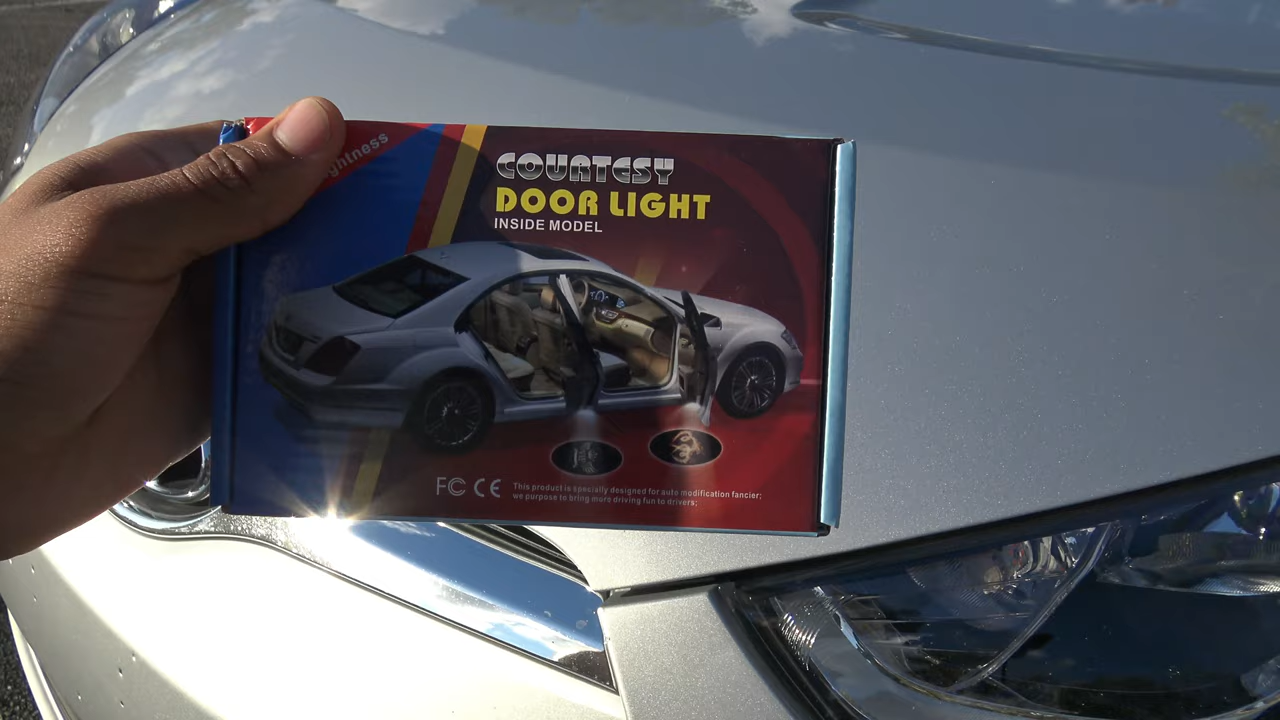 COURTESY
DOOR LIGHT
INSIDE MODEL
FC CE
This product is specially designed for auto modification fancier;
we purpose to bring more driving fun to drivers;